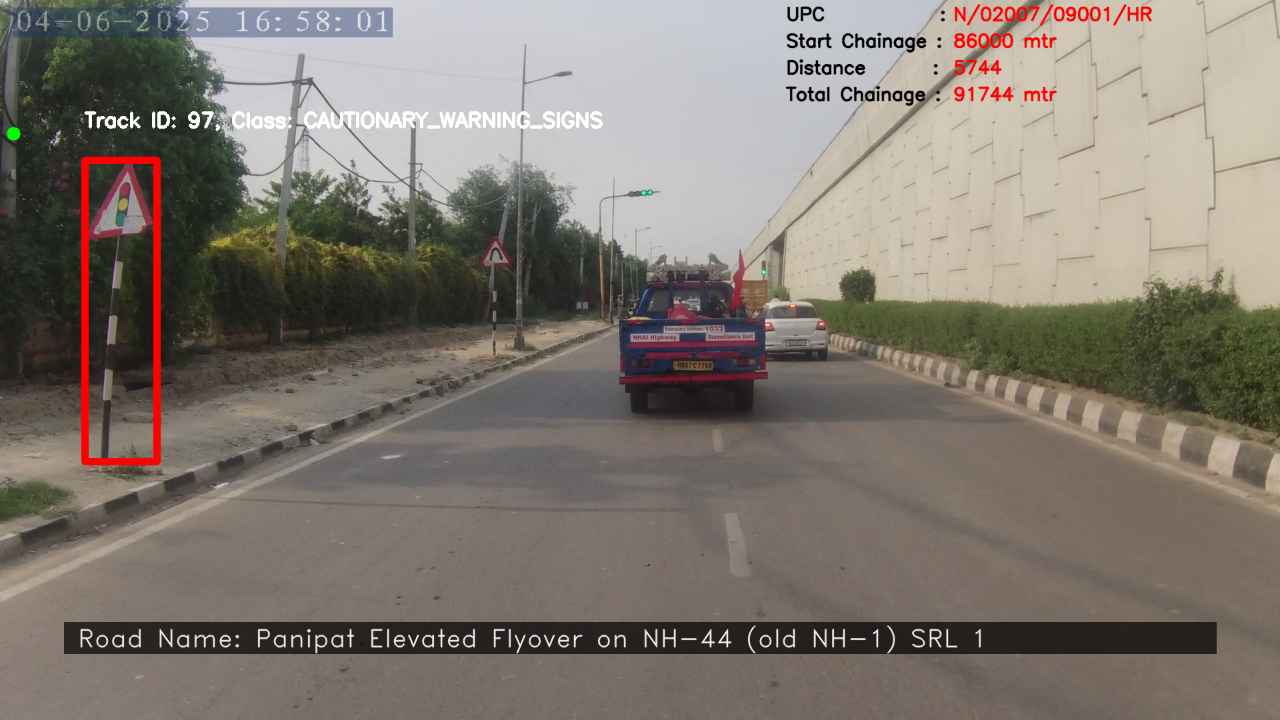 04-06-2025 16:58:01
UPC : N/02007/09001/HR
Start Chainage : 86000 mtr
Distance : 5744
Total Chainage : 91744 mtr
Track ID: 97, Class: CAUTIONARY_WARNING_SIGNS
1033
NHAI Highway
Road Name: Panipat Elevated Flyover on NH-44 (old NH-1) SRL 1